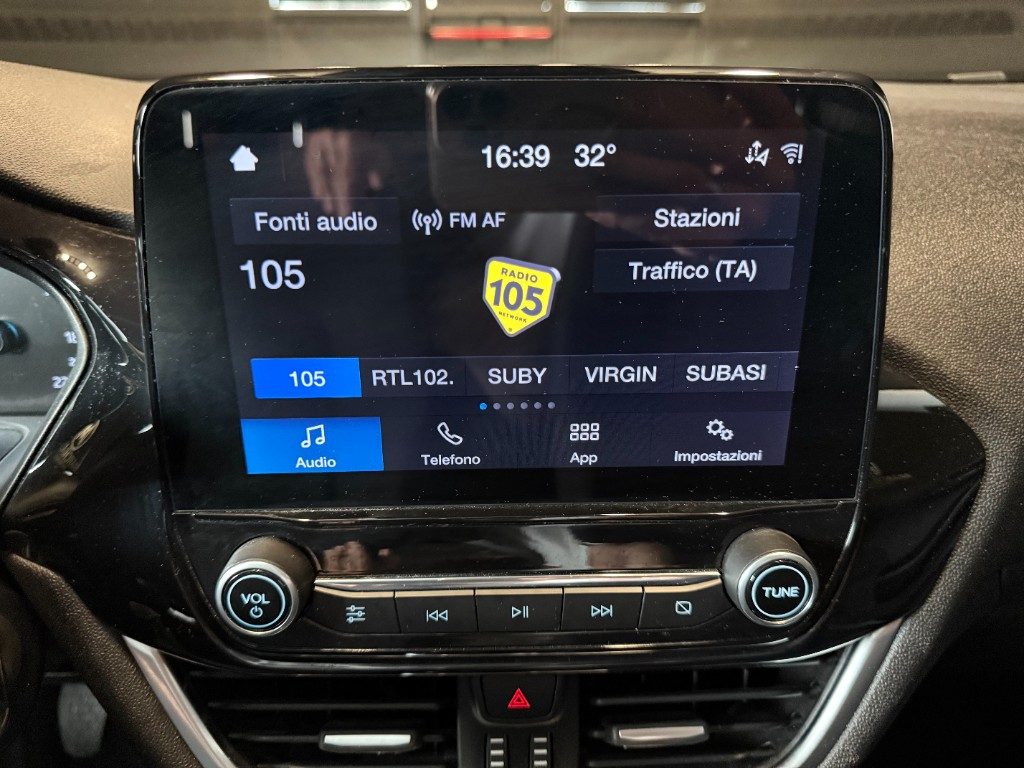 16:39 32°
Fonti audio FM AF Stazioni
105 Traffico (TA)
RADIO
105
NETWORK
105 RTL102. SUBY VIRGIN SUBASI
Audio Telefono App Impostazioni
VOL TUNE